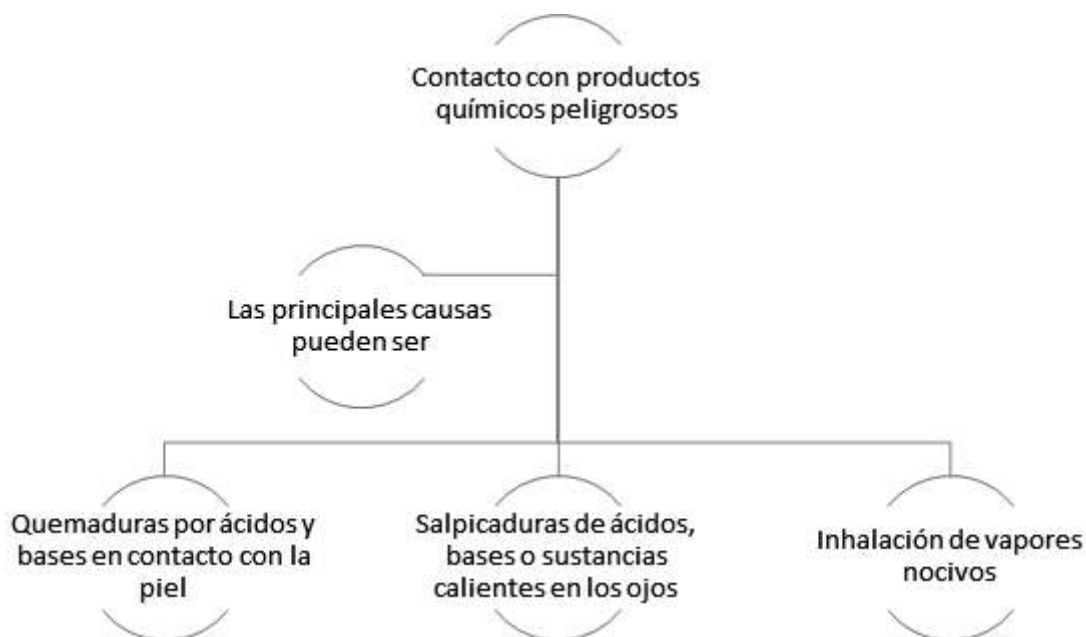 Contacto con productos
químicos peligrosos
Las principales causas
pueden ser
Quemaduras por ácidos y
bases en contacto con la
piel
Salpicaduras de ácidos,
bases o sustancias
calientes en los ojos
Inhalación de vapores
nocivos